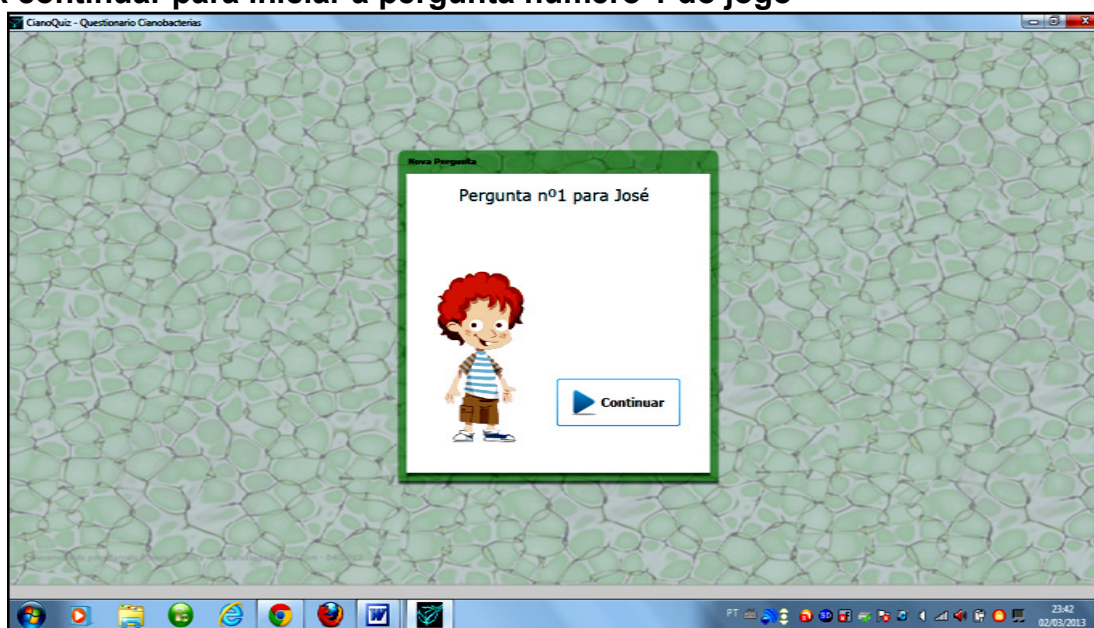 continuar para iniciar a pergunta número 1 do jogo
CianoQuiz - Questionario Cianobacterias
Nova Pergunta
Pergunta nº1 para José
Continuar
PT
23:42
02/03/2013